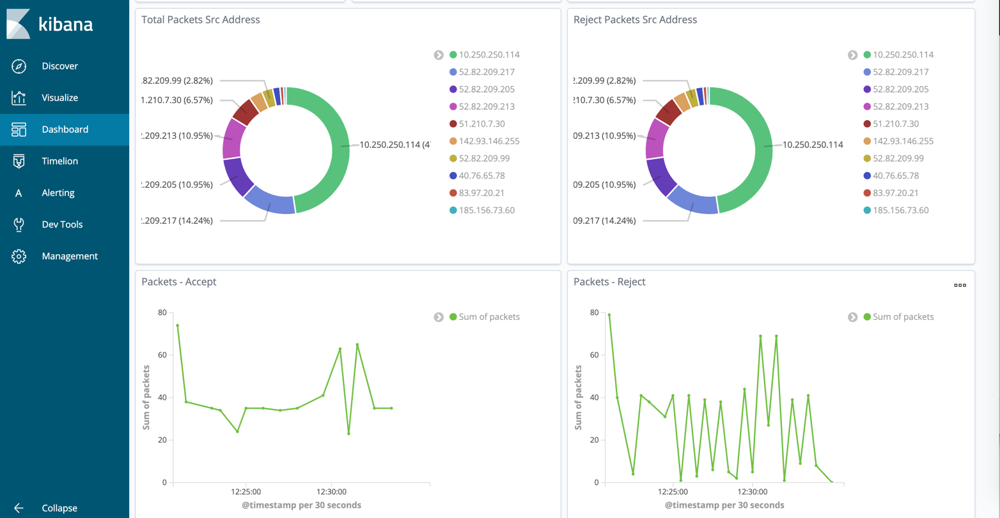 kibana
Discover
Visualize
Dashboard
Timelion
A Alerting
Dev Tools
Management
Collapse
Total Packets Src Address
.82.209.99 (2.82%)
1.210.7.30 (6.57%)
.209.213 (10.95%)
.209.205 (10.95%)
.209.217 (14.24%)
10.250.250.114 (4
10.250.250.114
52.82.209.217
52.82.209.205
52.82.209.213
51.210.7.30
142.93.146.255
52.82.209.99
40.76.65.78
83.97.20.21
185.156.73.60
Reject Packets Src Address
.209.99 (2.82%)
210.7.30 (6.57%)
09.213 (10.95%)
09.205 (10.95%)
09.217 (14.24%)
10.250.250.114
10.250.250.114
52.82.209.217
52.82.209.205
52.82.209.213
51.210.7.30
142.93.146.255
52.82.209.99
40.76.65.78
83.97.20.21
185.156.73.60
Packets - Accept
Sum of packets
80
60
40
20
0
Sum of packets
12:25:00 12:30:00
@timestamp per 30 seconds
Packets - Reject
Sum of packets
80
60
40
20
0
Sum of packets
12:25:00 12:30:00
@timestamp per 30 seconds